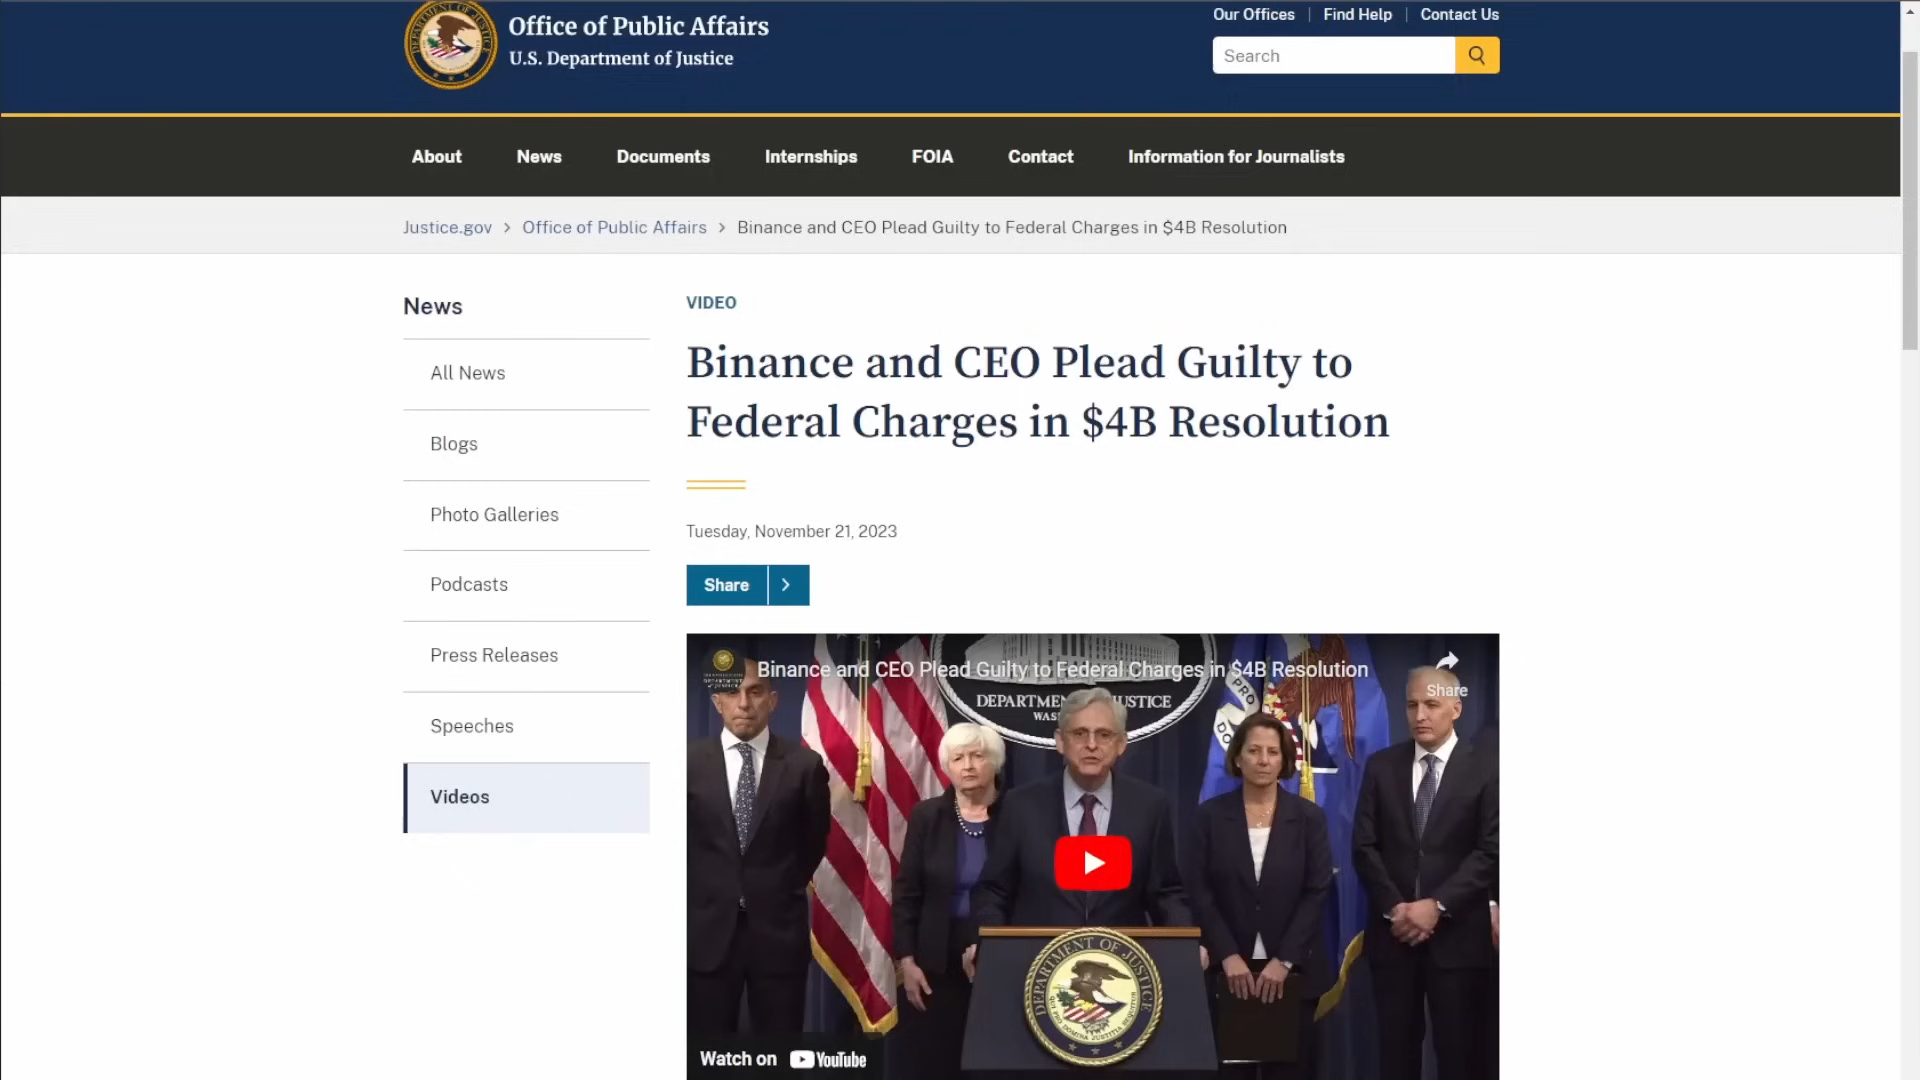 Office of Public Affairs
U.S. Department of Justice
Our Offices
Find Help
Contact Us
Search
About
News
Documents
Internships
FOIA
Contact
Information for Journalists
Justice.gov > Office of Public Affairs > Binance and CEO Plead Guilty to Federal Charges in $4B Resolution
News
All News
Blogs
Photo Galleries
Podcasts
Press Releases
Speeches
Videos
VIDEO
Binance and CEO Plead Guilty to
Federal Charges in $4B Resolution
Tuesday, November 21, 2023
Share
Binance and CEO Plead Guilty to Federal Charges in $4B Resolution
Share
DEPARTMENT OF JUSTICE
Watch on YouTube